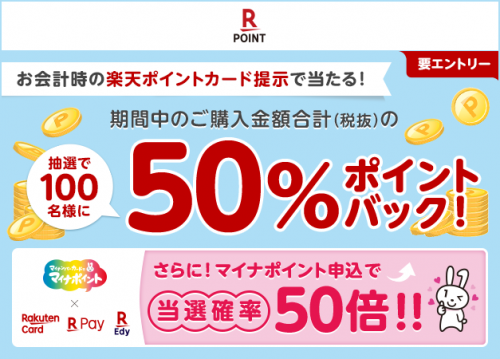 R
POINT
要エントリー
お会計時の楽天ポイントカード提示で当たる!
期間中のご購入金額合計(税抜)の
抽選で
100
名様に
50%ポイント
バック!
マイナポイント
×
Rakuten
Card
R Pay
R
Edy
さらに!マイナポイント申込で
当選確率50倍!!